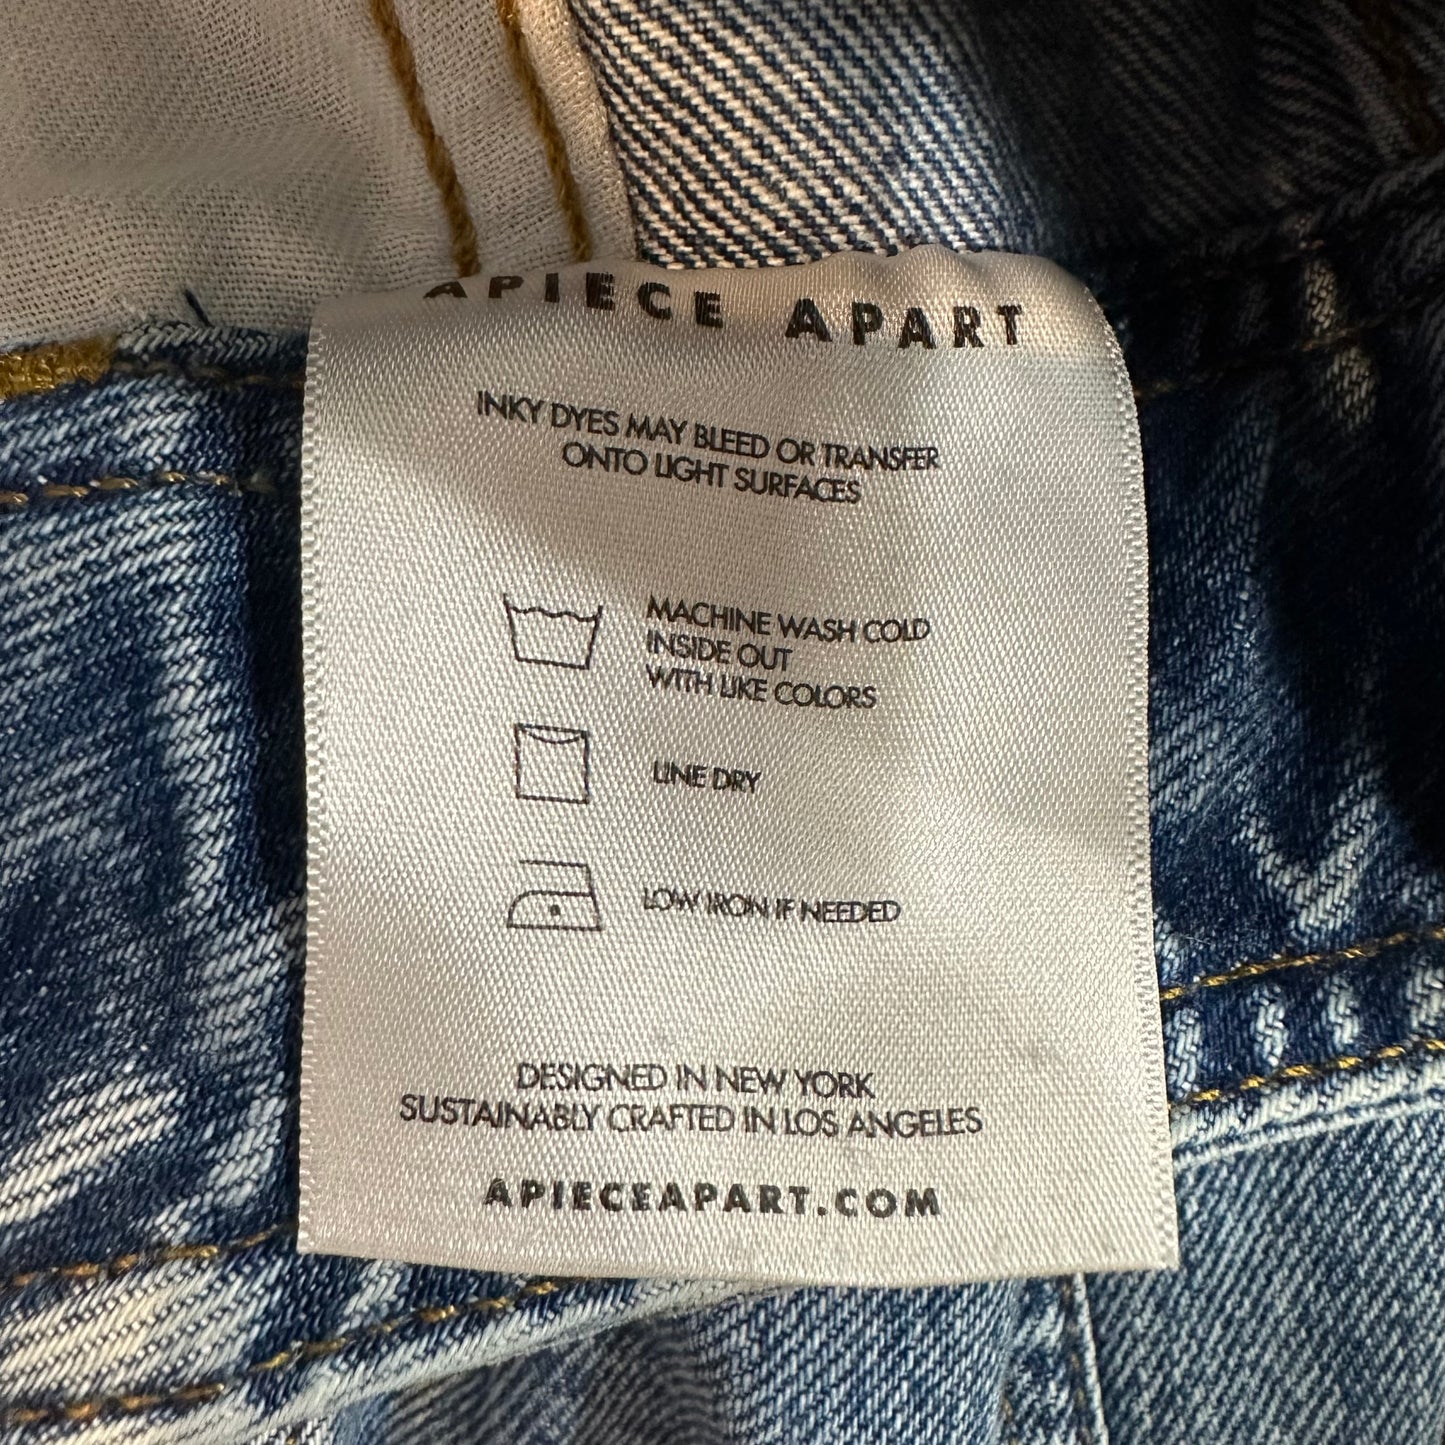 APIECE APART
INKY DYES MAY BLEED OR TRANSFER
ONTO LIGHT SURFACES
MACHINE WASH COLD
INSIDE OUT
WITH LIKE COLORS
LINE DRY
LOW IRON IF NEEDED
DESIGNED IN NEW YORK
SUSTAINABLY CRAFTED IN LOS ANGELES
APIECEAPART.COM